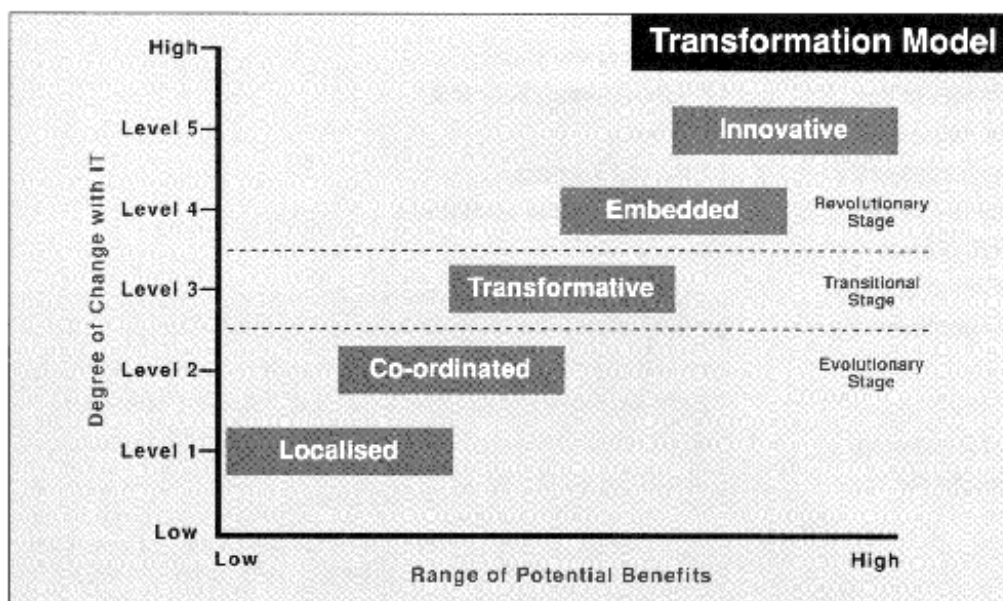 Transformation Model
High
Level 5
Innovative
Level 4
Embedded
Revolutionary
Stage
Level 3
Transformative
Transitional
Stage
Level 2
Co-ordinated
Evolutionary
Stage
Level 1
Localised
Low
Degree of Change with IT
Low
High
Range of Potential Benefits